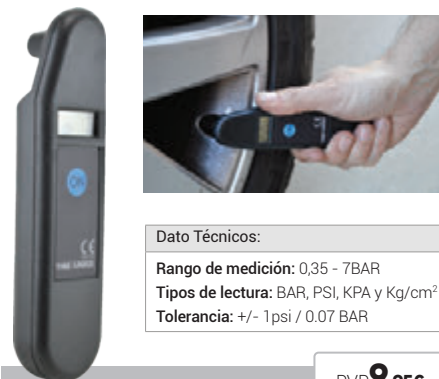 ON
CE
TIRE GAUGE
Dato Técnicos:
Rango de medición: 0,35 - 7BAR
Tipos de lectura: BAR, PSI, KPA y Kg/cm²
Tolerancia: +/- 1psi / 0.07 BAR